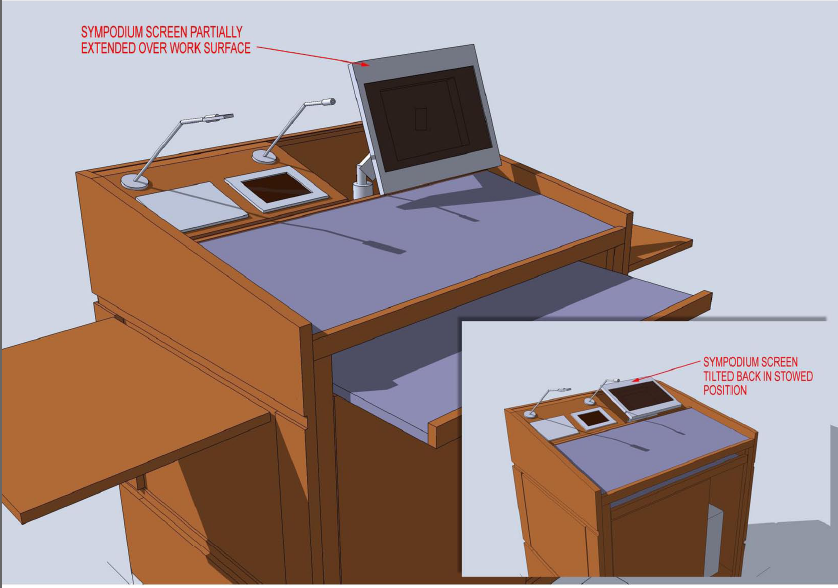 SYMPODIUM SCREEN PARTIALLY
EXTENDED OVER WORK SURFACE
SYMPODIUM SCREEN
TILTED BACK IN STOWED
POSITION